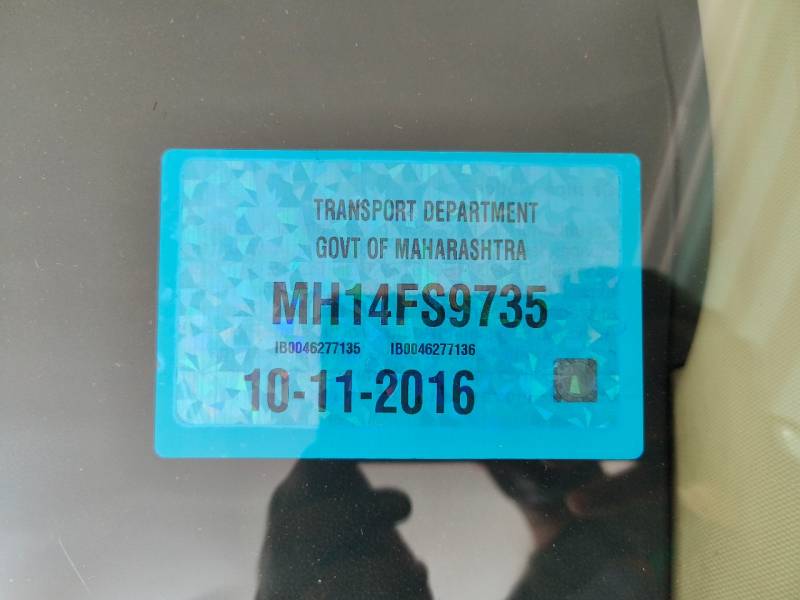 TRANSPORT DEPARTMENT
GOVT OF MAHARASHTRA
MH14FS9735
IB0046277135 IB0046277136
10-11-2016